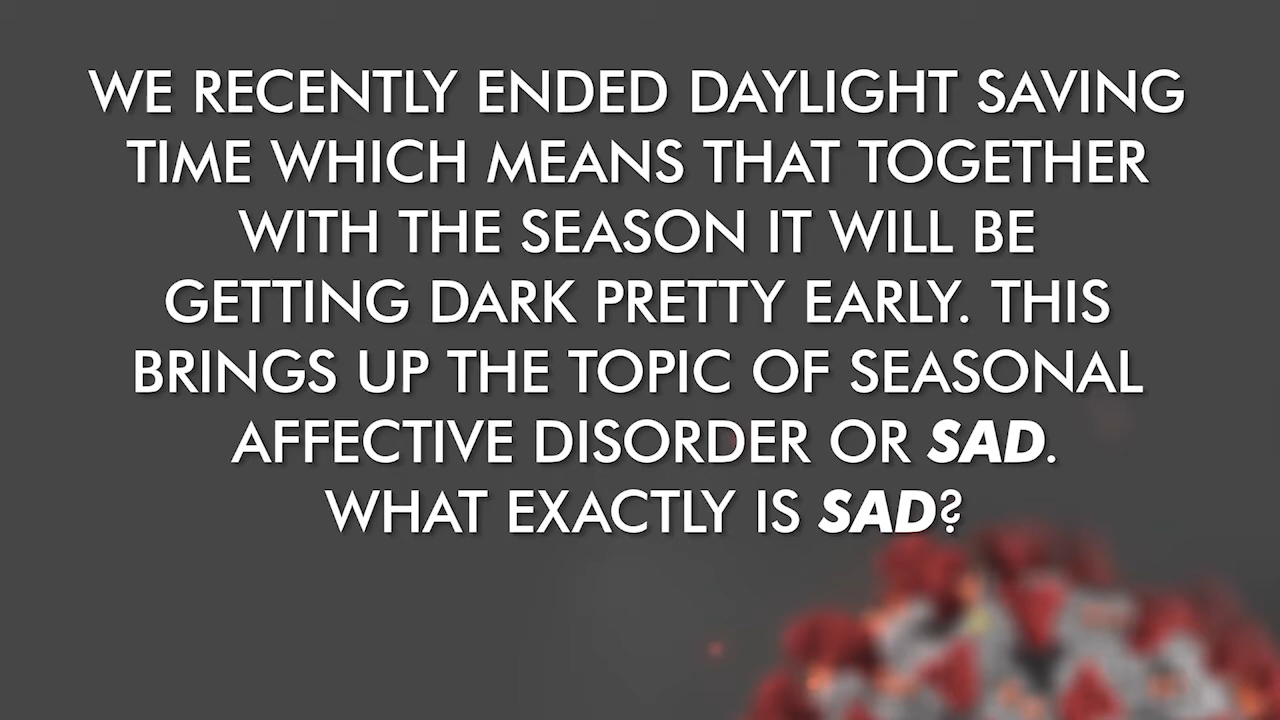 WE RECENTLY ENDED DAYLIGHT SAVING
TIME WHICH MEANS THAT TOGETHER
WITH THE SEASON IT WILL BE
GETTING DARK PRETTY EARLY. THIS
BRINGS UP THE TOPIC OF SEASONAL
AFFECTIVE DISORDER OR SAD.
WHAT EXACTLY IS SAD?